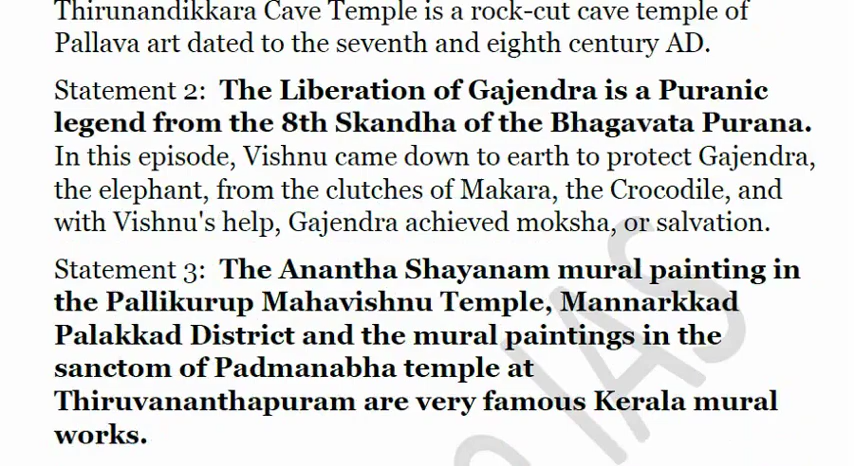 Thirunandikkara Cave Temple is a rock-cut cave temple of
Pallava art dated to the seventh and eighth century AD.
Statement 2: The Liberation of Gajendra is a Puranic
legend from the 8th Skandha of the Bhagavata Purana.
In this episode, Vishnu came down to earth to protect Gajendra,
the elephant, from the clutches of Makara, the Crocodile, and
with Vishnu's help, Gajendra achieved moksha, or salvation.
Statement 3: The Anantha Shayanam mural painting in
the Pallikurup Mahavishnu Temple, Mannarkkad
Palakkad District and the mural paintings in the
sanctom of Padmanabha temple at
Thiruvananthapuram are very famous Kerala mural
works.
IAS